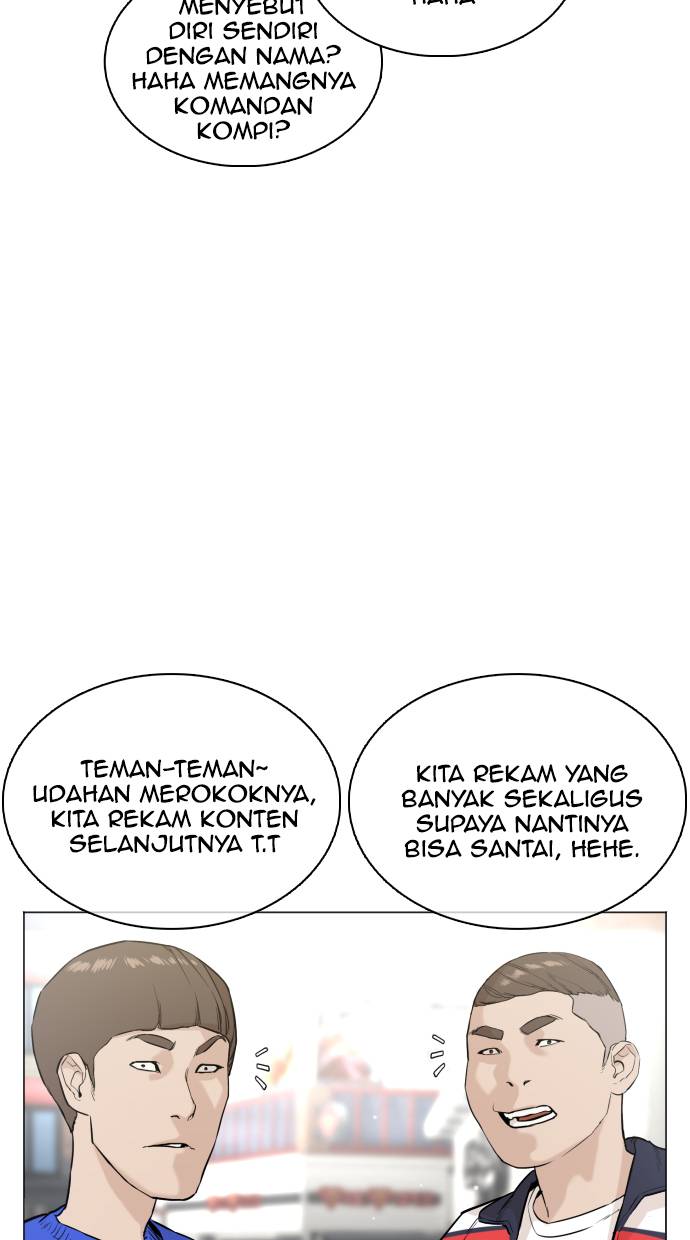 HAHA
MENYEBUT
DIRI SENDIRI
DENGAN NAMA?
HAHA MEMANGNYA
KOMANDAN
KOMPI?
TEMAN-TEMAN~
UDAHAN MEROKOKNYA,
KITA REKAM KONTEN
SELANJUTNYA T.T
KITA REKAM YANG
BANYAK SEKALIGUS
SUPAYA NANTINYA
BISA SANTAI, HEHE.